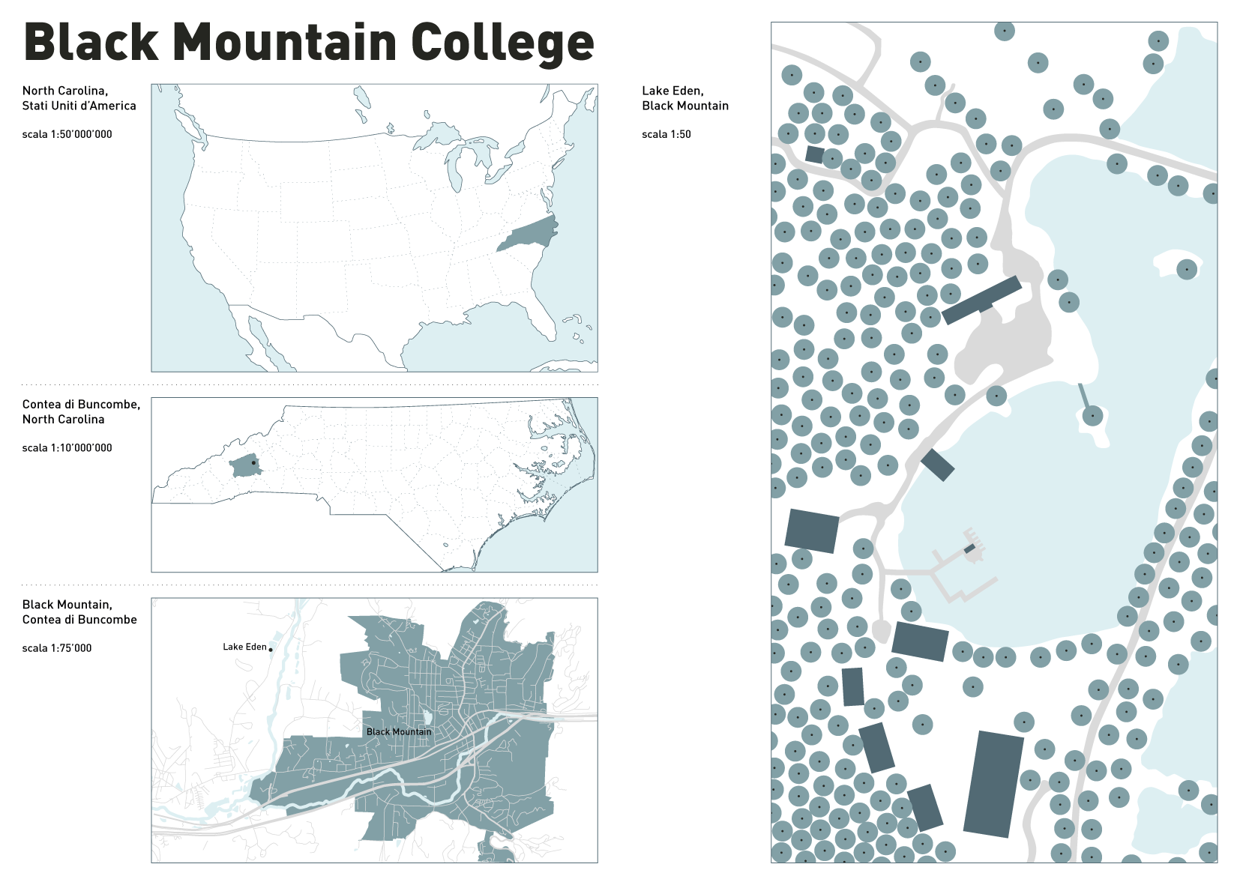 Black Mountain College
North Carolina,
Stati Uniti d'America
scala 1:50'000'000
Contea di Buncombe,
North Carolina
scala 1:10'000'000
Black Mountain,
Contea di Buncombe
scala 1:75'000
Lake Eden
Black Mountain
Lake Eden,
Black Mountain
scala 1:50